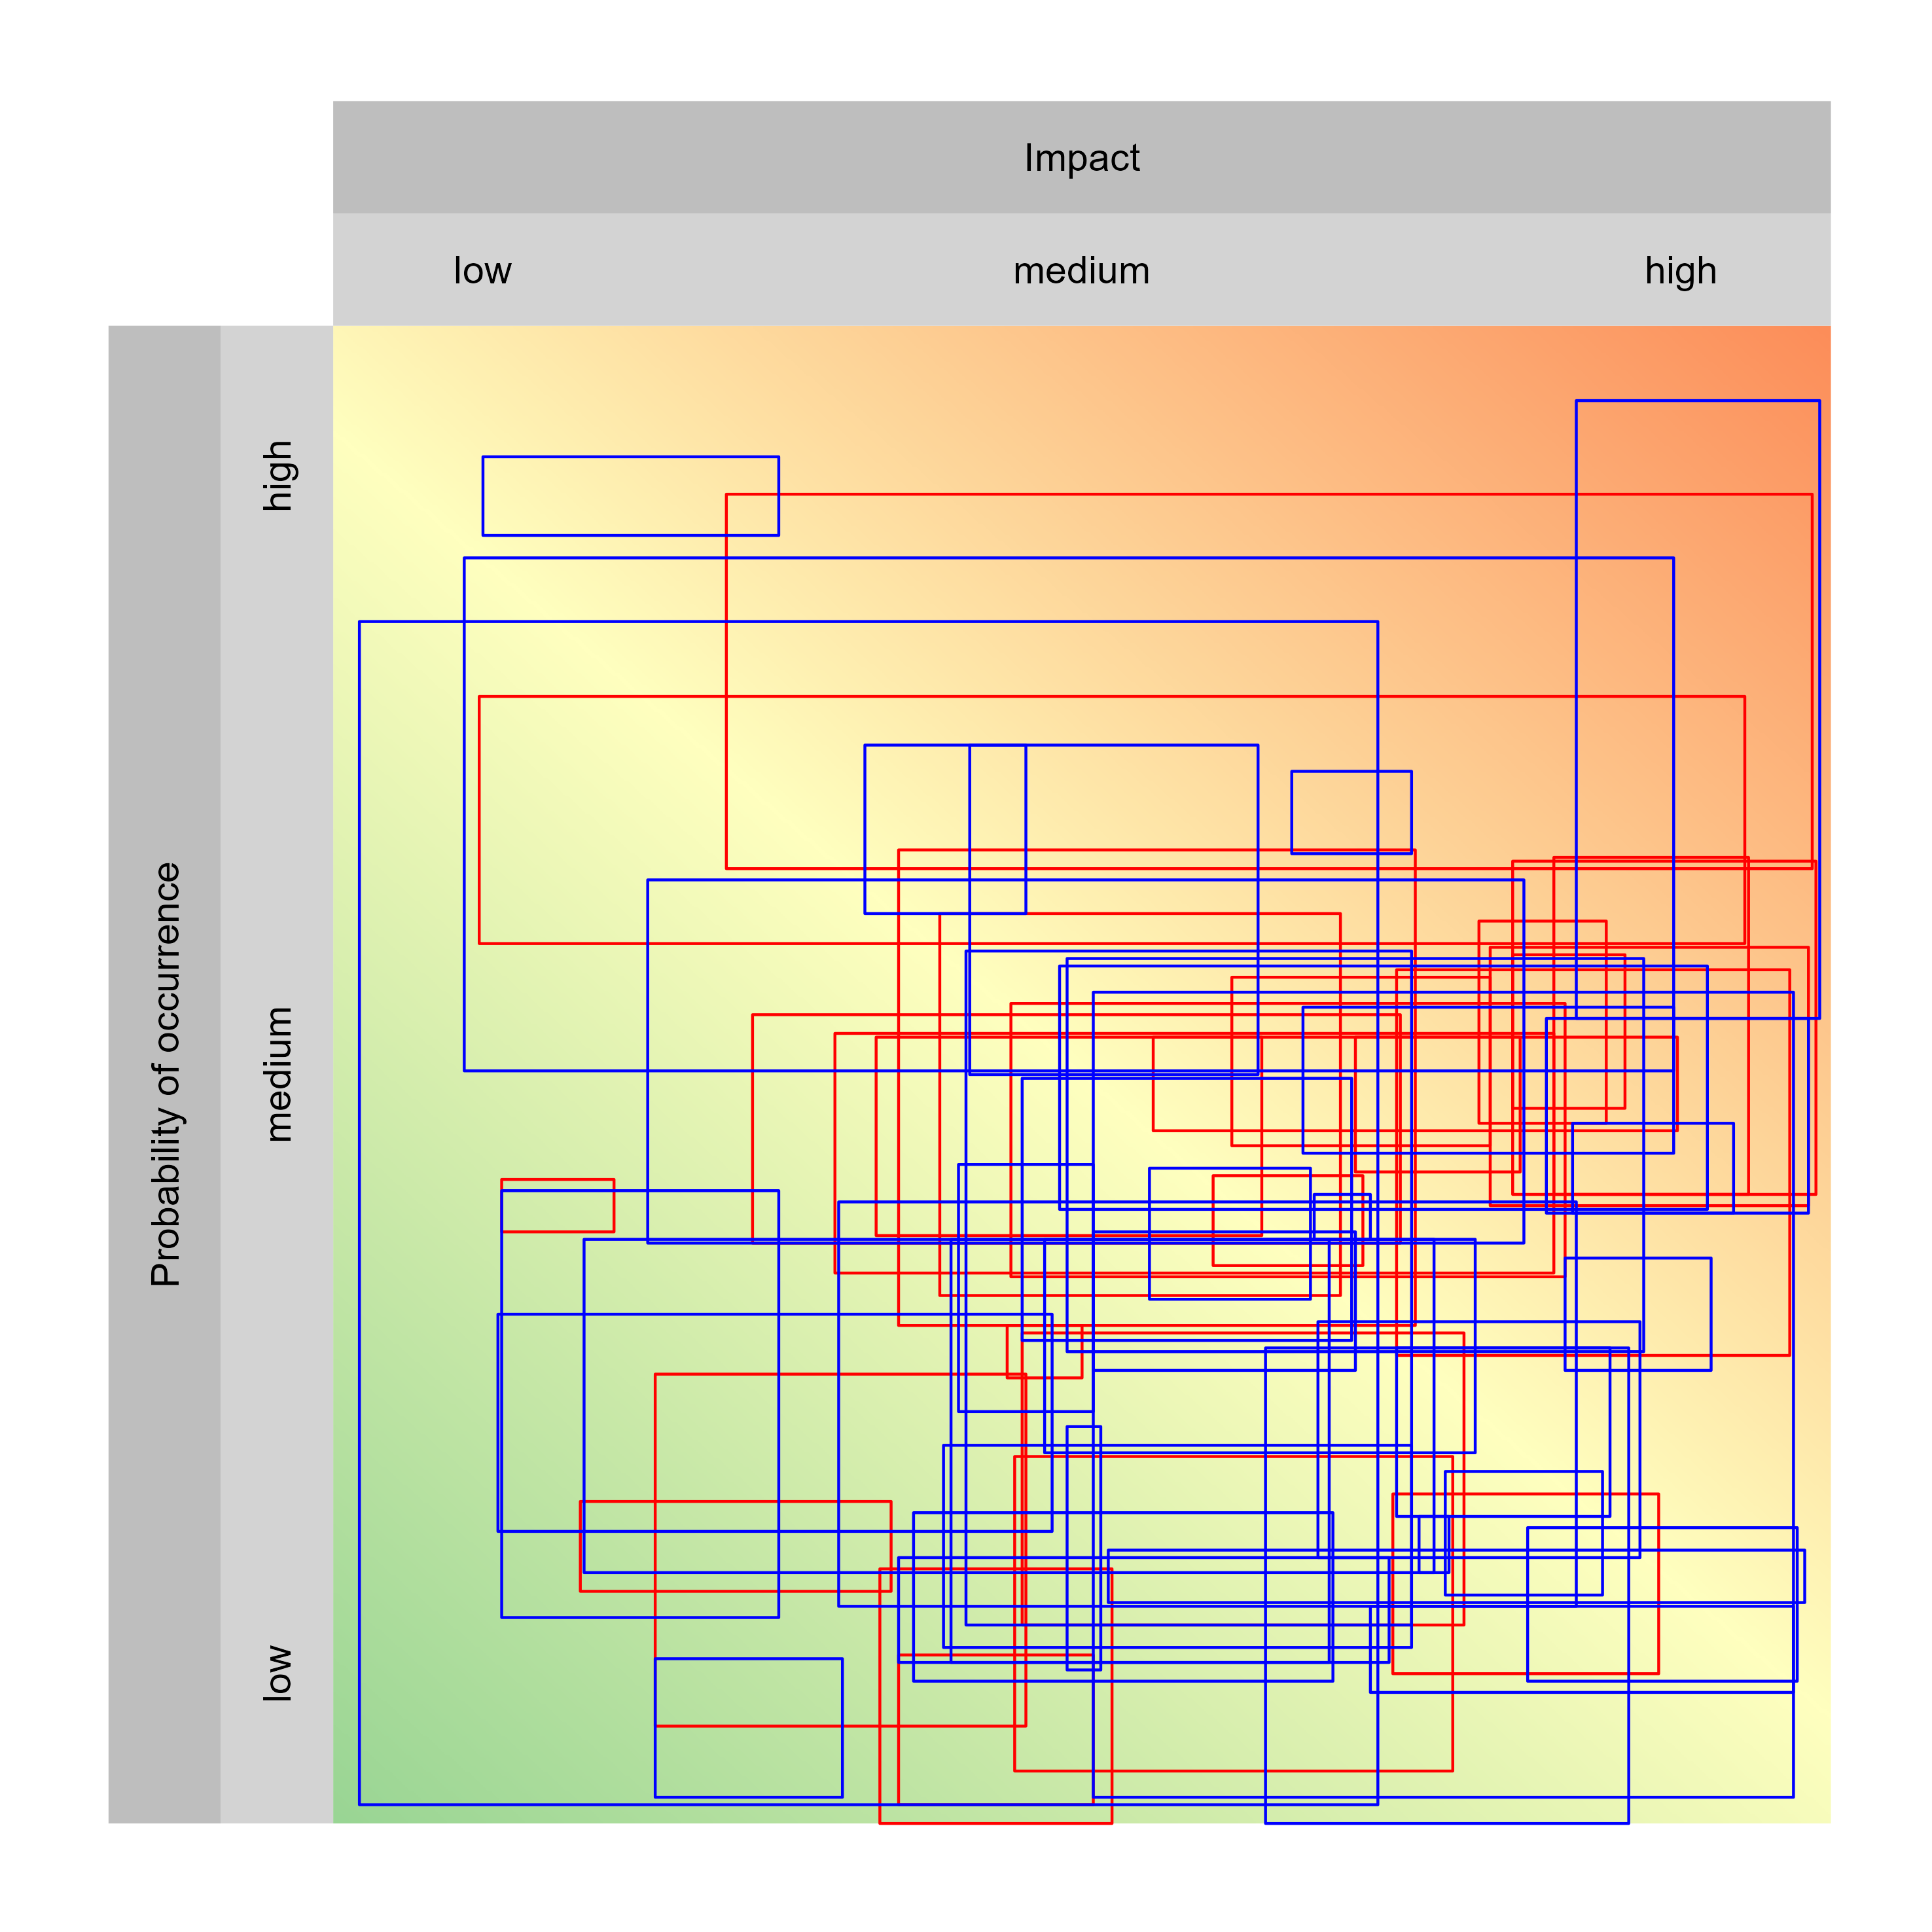 Impact
low
medium
high
Probability of occurrence
high
medium
low